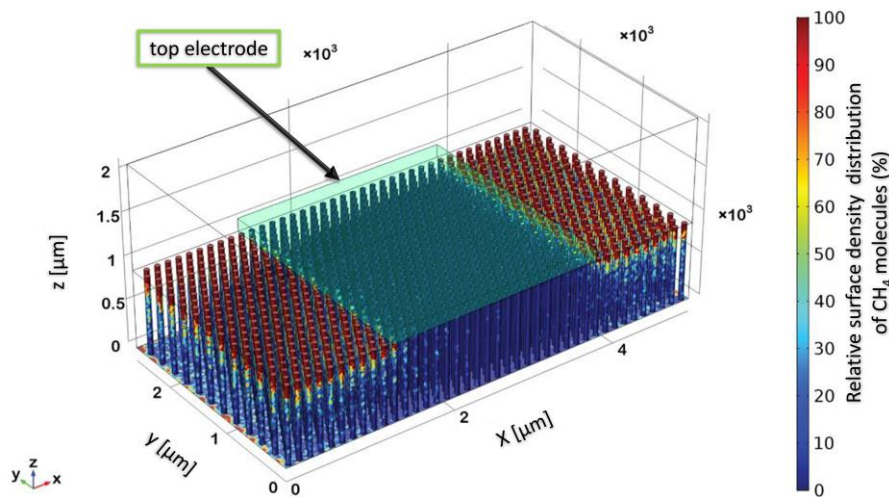 top electrode
×10³
×10³
×10³
2
1.5
1
0.5
0
z [µm]
2
1
0
y [µm]
0
2
4
X [µm]
y
z
x
100
90
80
70
60
50
40
30
20
10
0
Relative surface density distribution
of CH₄ molecules (%)